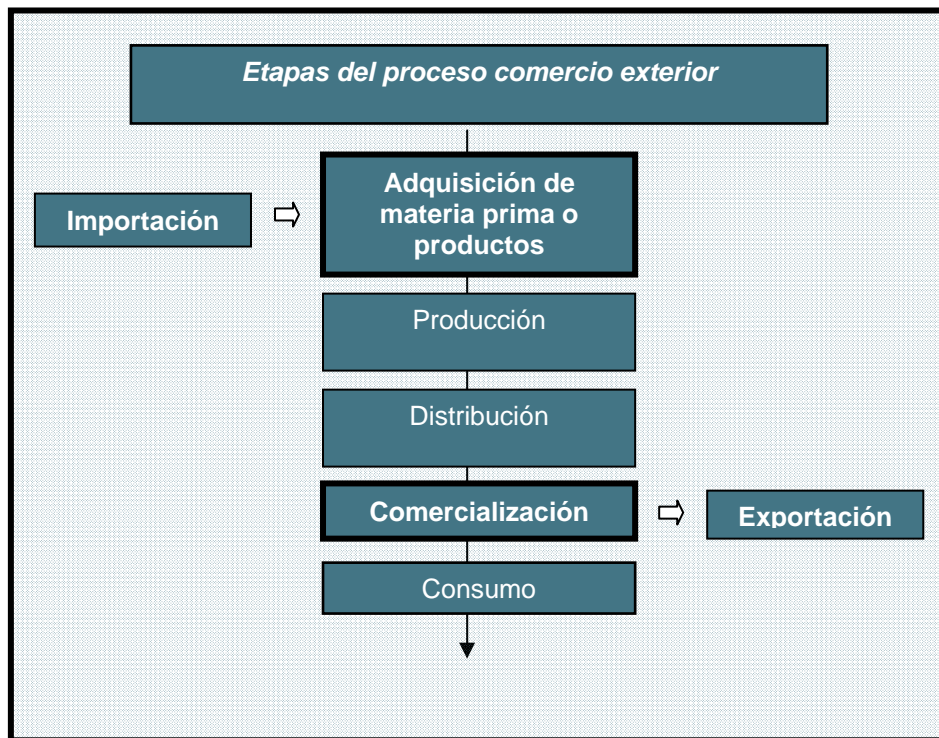 Etapas del proceso comercio exterior
Adquisición de
materia prima o
productos
Importación
Producción
Distribución
Comercialización
Exportación
Consumo